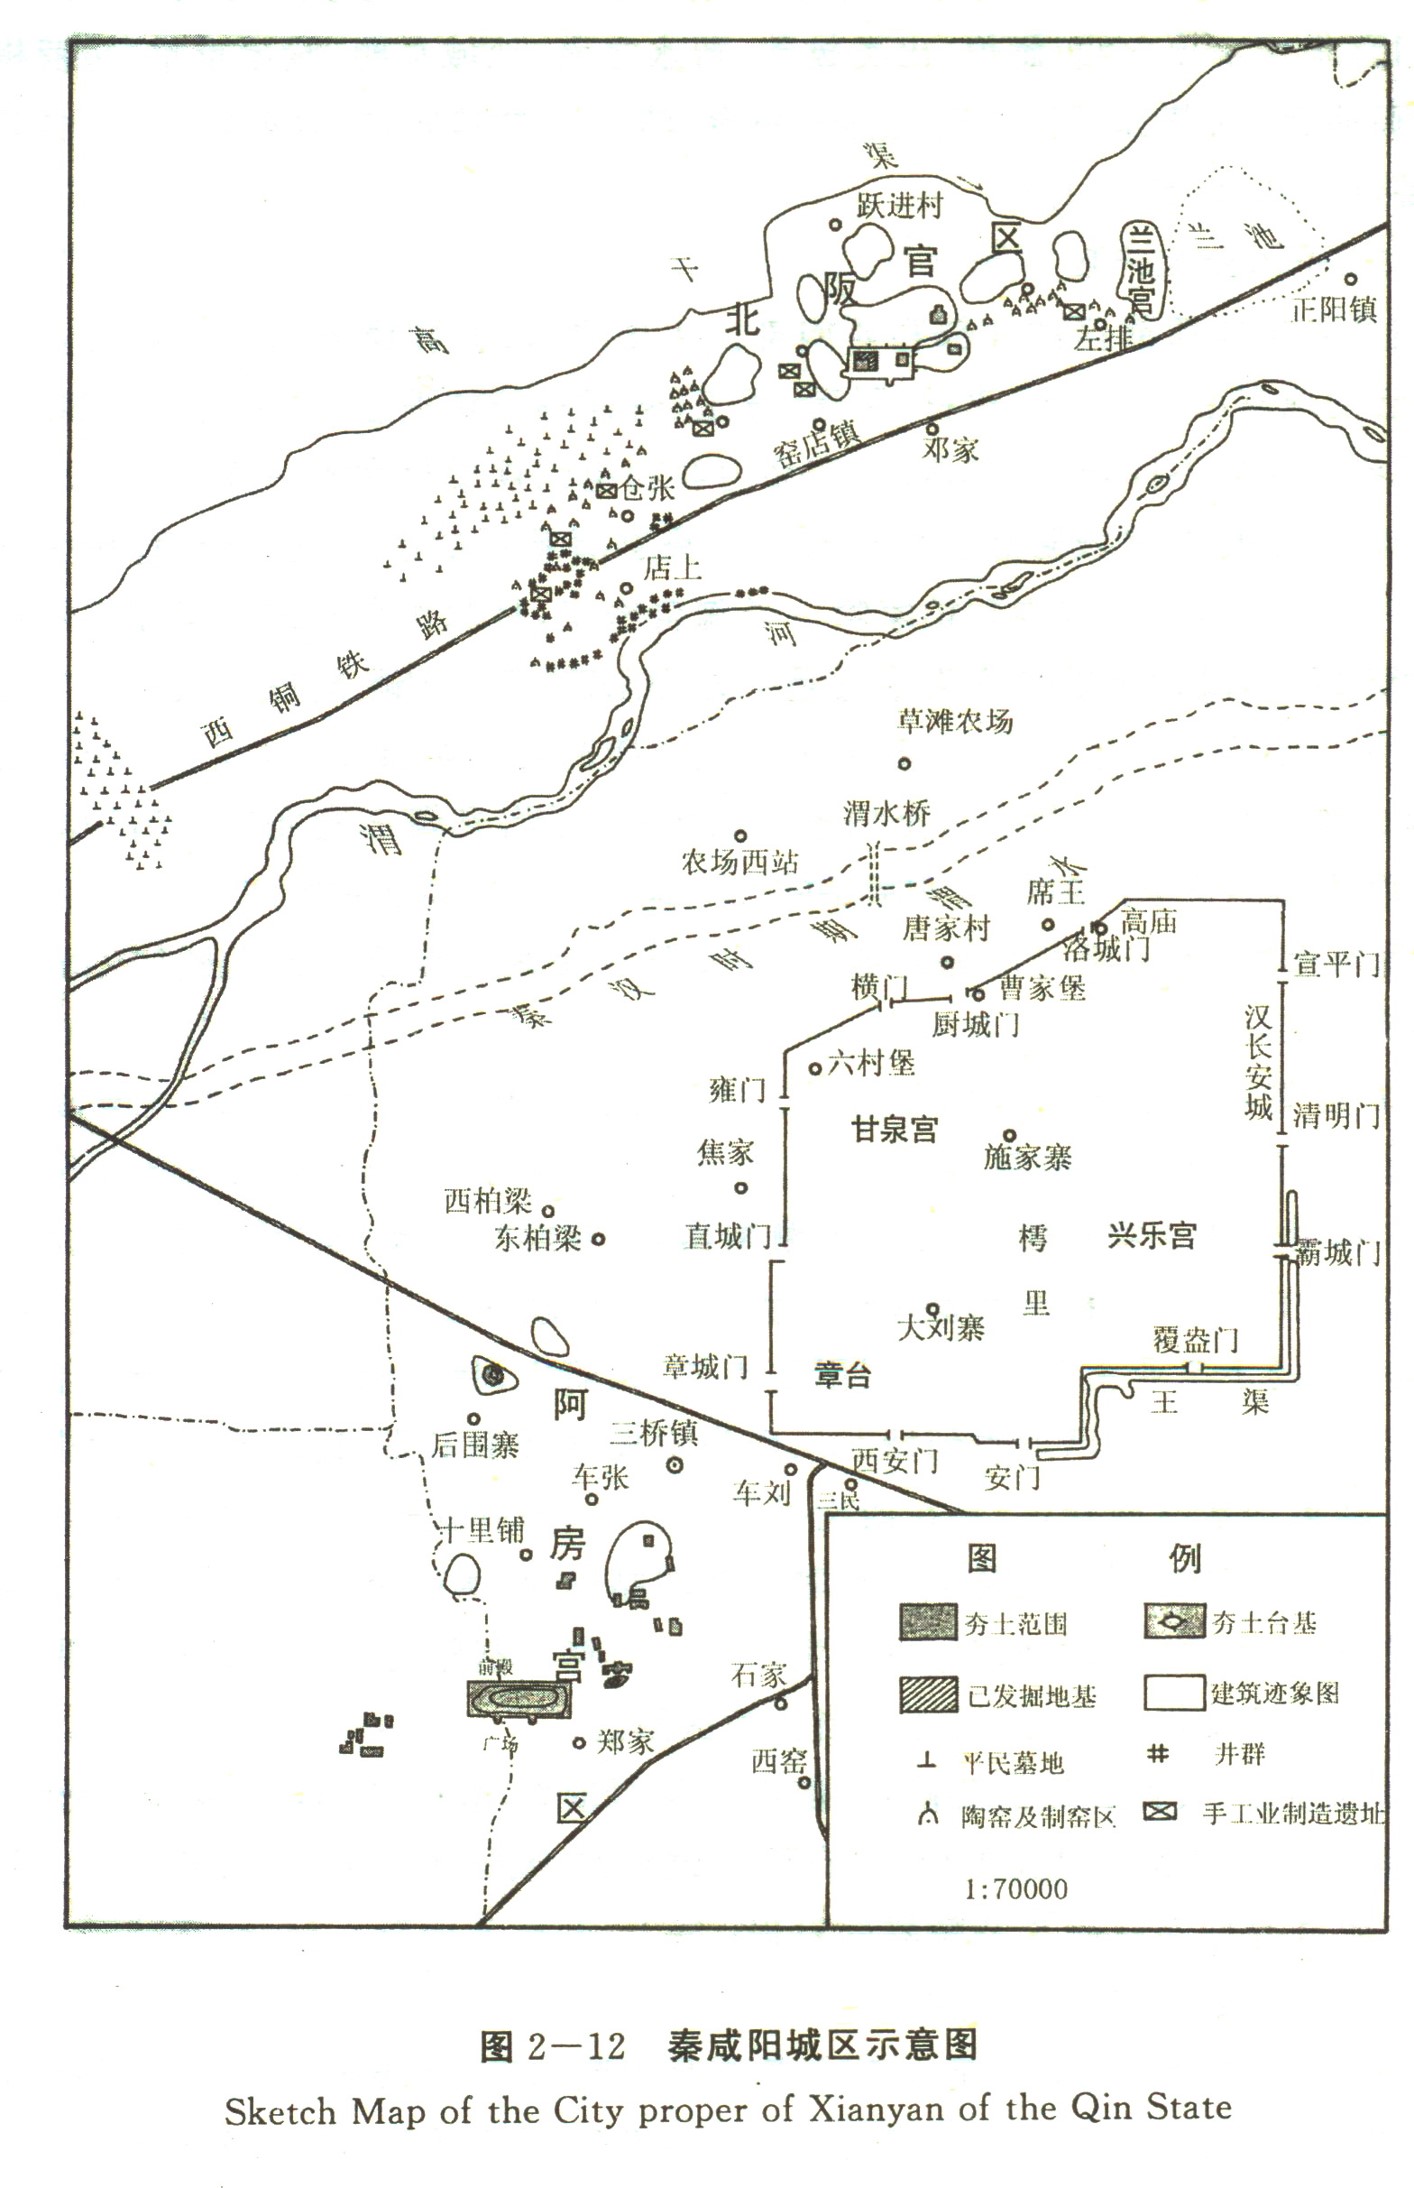 渠
跃进村
区
官
兰池宫
兰池
干
阪
北
正阳镇
高
左排
窑店镇
邓家
仓张
店上
西铜铁路
河
草滩农场
渭
渭水桥
农场西站
席王
高庙
唐家村
洛城门
秦汉时期渭水
宣平门
横门
曹家堡
厨城门
汉长安城
六村堡
雍门
清明门
甘泉宫
焦家
施家寨
西柏梁
东柏梁
直城门
樗里
兴乐宫
霸城门
大刘寨
覆盎门
章城门
章台
王渠
阿
后围寨
三桥镇
西安门
安门
车张
车刘
三民
十里铺
房
宫
前殿
石家
广场
郑家
西窑
区
图例
夯土范围
夯土台基
已发掘地基
建筑迹象图
平民墓地
井群
陶窑及制窑区
手工业制造遗址
1:70000
图 2—12 秦咸阳城区示意图
Sketch Map of the City proper of Xianyan of the Qin State